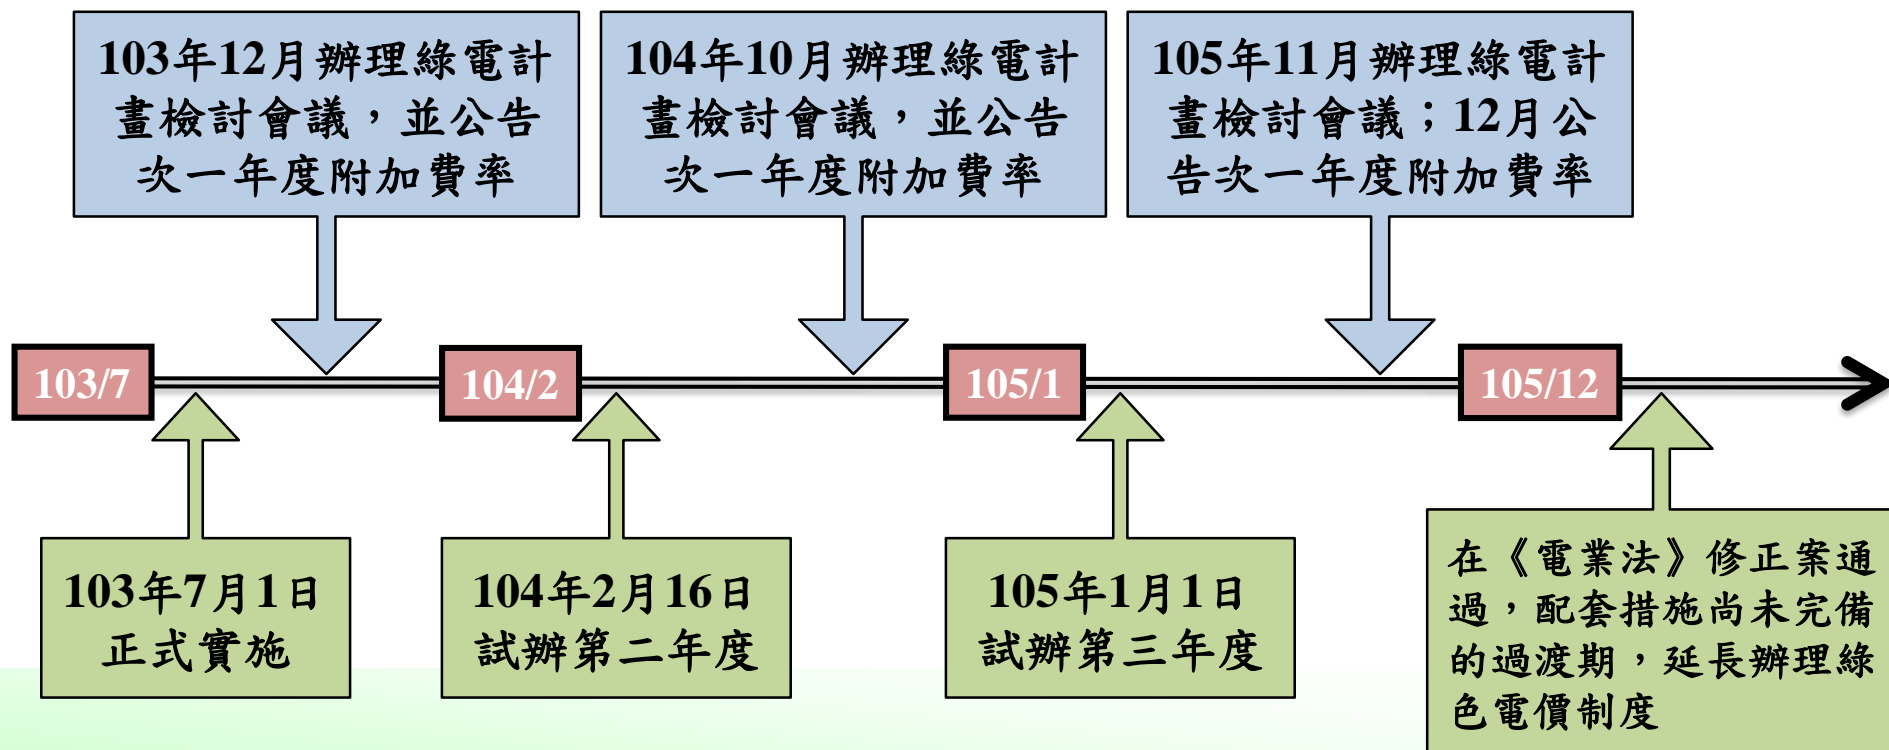 103年12月辦理綠電計
畫檢討會議，並公告
次一年度附加費率
104年10月辦理綠電計
畫檢討會議，並公告
次一年度附加費率
105年11月辦理綠電計
畫檢討會議；12月公
告次一年度附加費率
103/7
104/2
105/1
105/12
103年7月1日
正式實施
104年2月16日
試辦第二年度
105年1月1日
試辦第三年度
在《電業法》修正案通
過，配套措施尚未完備
的過渡期，延長辦理綠
色電價制度